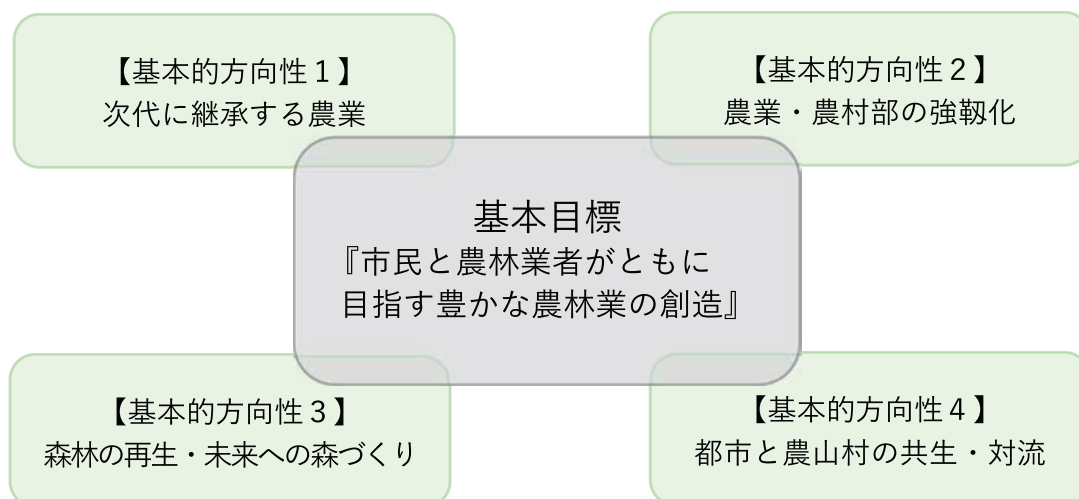 【基本的方向性１】
次代に継承する農業
【基本的方向性２】
農業・農村部の強靱化
基本目標
『市民と農林業者がともに
目指す豊かな農林業の創造』
【基本的方向性３】
森林の再生・未来への森づくり
【基本的方向性４】
都市と農山村の共生・対流